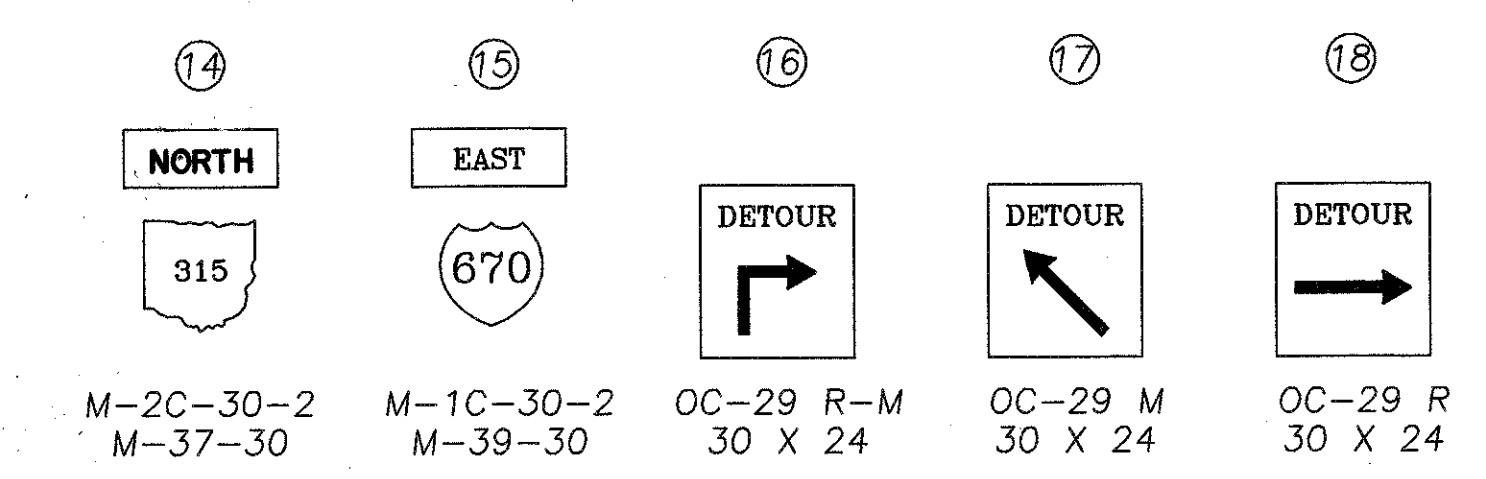 14
15
16
17
18
NORTH
EAST
DETOUR
DETOUR
DETOUR
315
670
M-2C-30-2
M-1C-30-2
OC-29 R-M
OC-29 M
OC-29 R
M-37-30
M-39-30
30 X 24
30 X 24
30 X 24